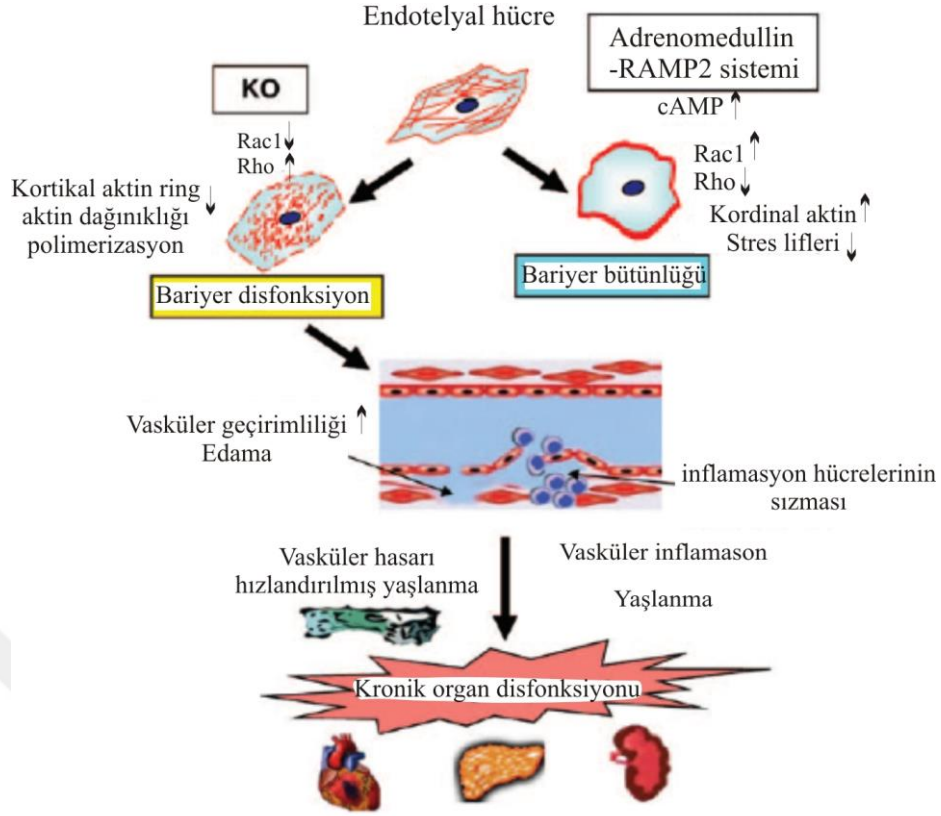 Endotelyal hücre
KO
Rac1↓
Rho ↑
Kortikal aktin ring
aktin dağınıklığı ↓
polimerizasyon
Bariyer disfonksiyon
Adrenomedullin
-RAMP2 sistemi
cAMP ↑
Rac1 ↑
Rho ↓
Kordinal aktin ↑
Stres lifleri ↓
Bariyer bütünlüğü
Vasküler geçirimliliği ↑
Edama
inflamasyon hücrelerinin
sızması
Vasküler hasarı
hızlandırılmış yaşlanma
Vasküler inflamason
Yaşlanma
Kronik organ disfonksiyonu